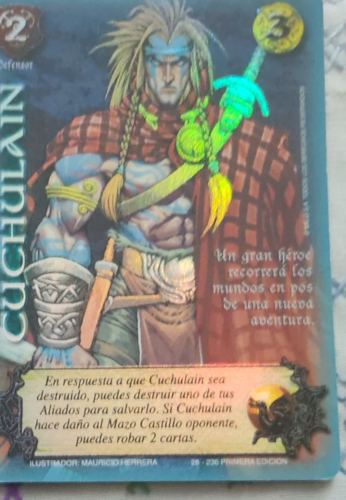 2
3
Defensor
CUCHULAIN
Un gran héroe
recorrerá los
mundos en pos
de una nueva
aventura.
En respuesta a que Cuchulain sea
destruido, puedes destruir uno de tus
Aliados para salvarlo. Si Cuchulain
hace daño al Mazo Castillo oponente,
puedes robar 2 cartas.
ILUSTRADOR: MAURICIO HERRERA
28 - 236 PRIMERA EDICION